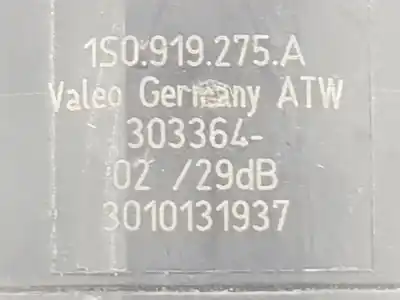 1S0.919.275.A
Valeo Germany ATW
303364-
02 /29dB
3010131937